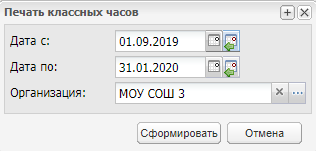 Печать классных часов
Дата с: 01.09.2019
Дата по: 31.01.2020
Организация: МОУ СОШ 3
Сформировать Отмена